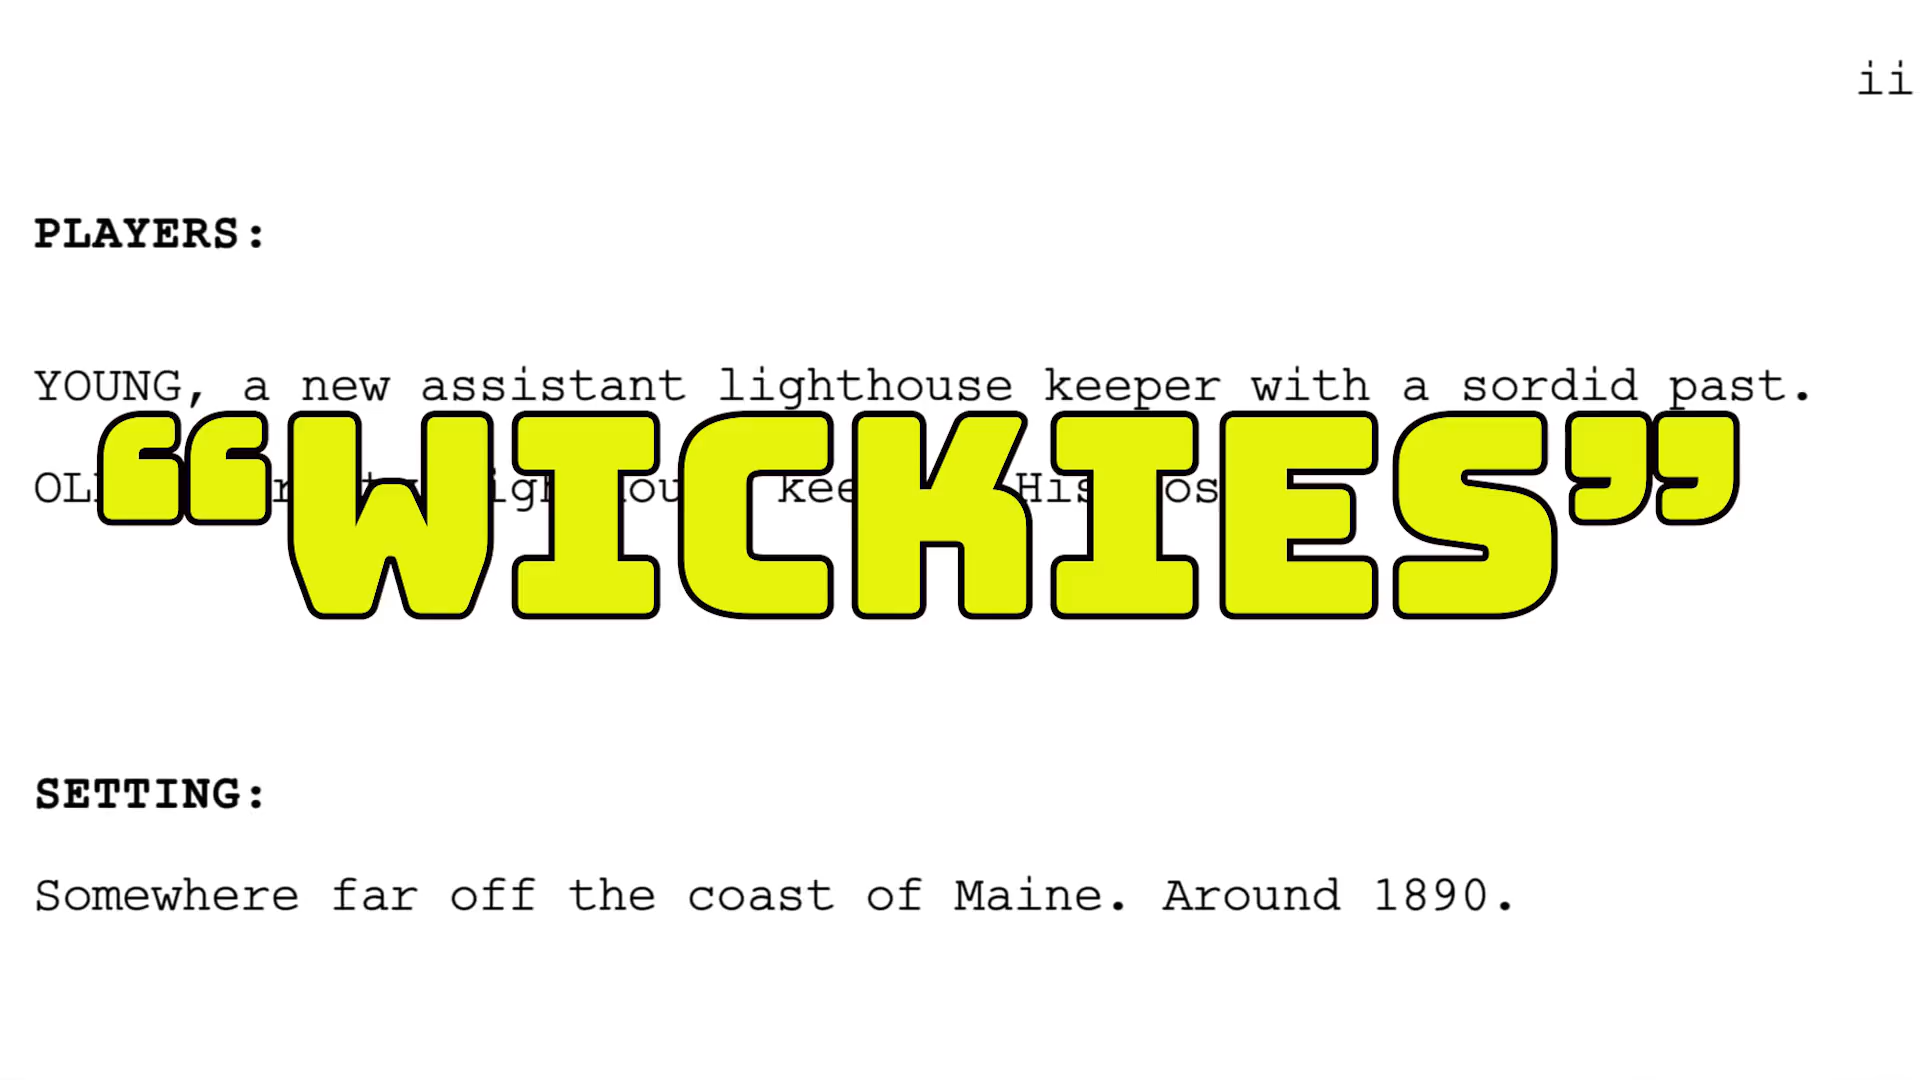 ii
PLAYERS:
YOUNG, a new assistant lighthouse keeper with a sordid past.
“WICKIES”
SETTING:
Somewhere far off the coast of Maine. Around 1890.